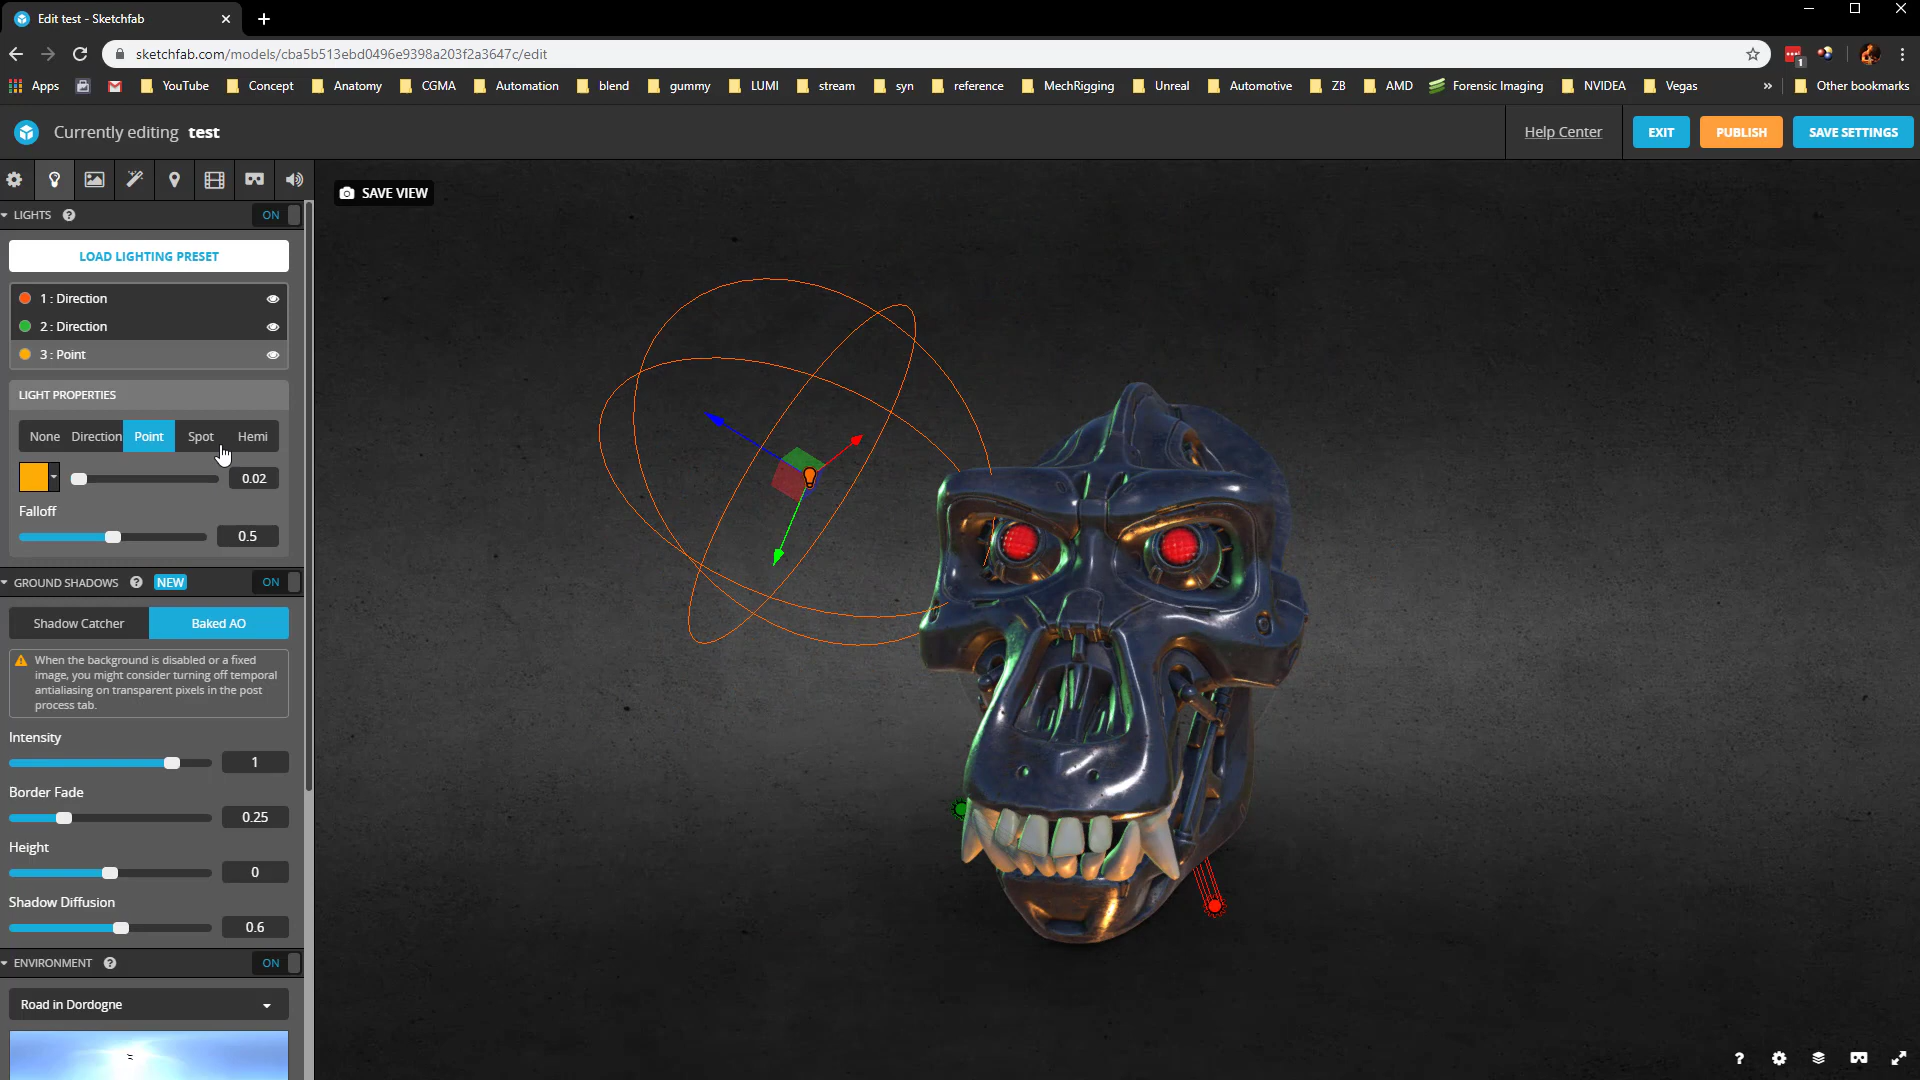 Edit test - Sketchfab
sketchfab.com/models/cba5b513ebd0496e9398a203f2a3647c/edit
1
Apps YouTube Concept Anatomy CGMA Automation blend gummy LUMI stream syn reference MechRigging Unreal Automotive ZB AMD Forensic Imaging NVIDEA Vegas » Other bookmarks
Currently editing test
Help Center
EXIT
PUBLISH
SAVE SETTINGS
SAVE VIEW
LIGHTS ? ON
LOAD LIGHTING PRESET
1 : Direction
2 : Direction
3 : Point
LIGHT PROPERTIES
None Direction Point Spot Hemi
0.02
Falloff
0.5
GROUND SHADOWS ? NEW ON
Shadow Catcher Baked AO
When the background is disabled or a fixed
image, you might consider turning off temporal
antialiasing on transparent pixels in the post
process tab.
Intensity
1
Border Fade
0.25
Height
0
Shadow Diffusion
0.6
ENVIRONMENT ? ON
Road in Dordogne
?